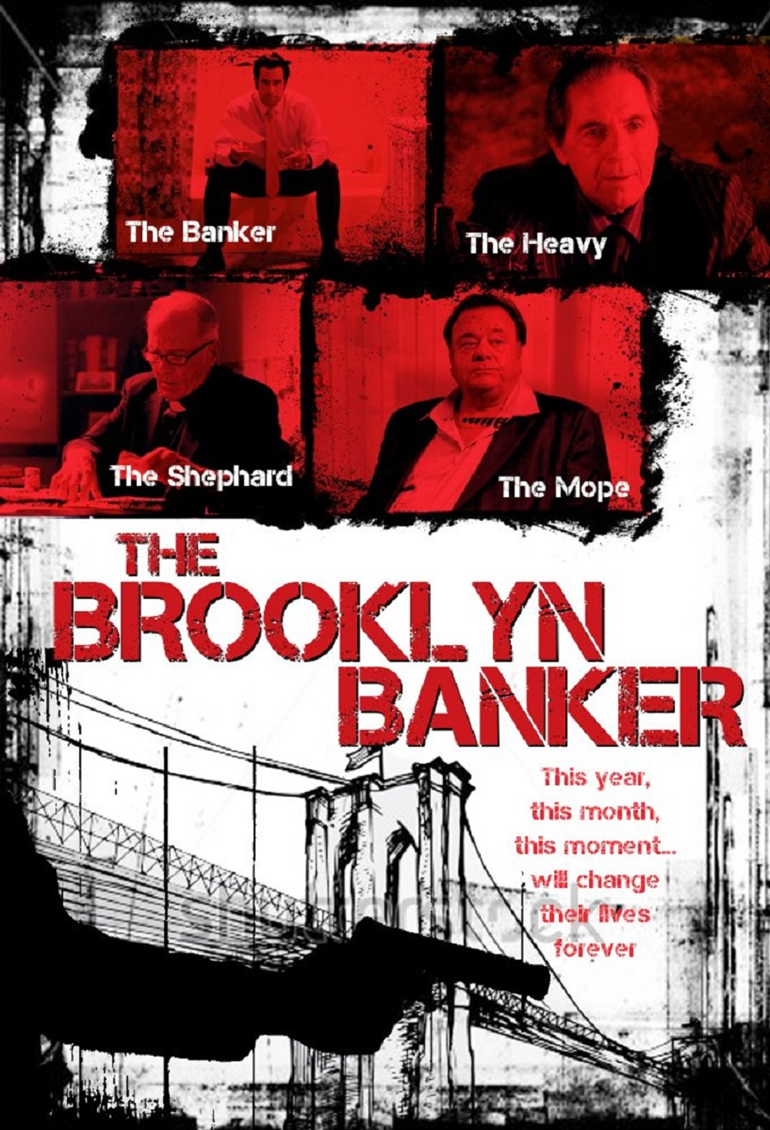 The Banker
The Heavy
The Shephard
The Mope
THE
BROOKLYN
BANKER
This year,
this month,
this moment...
will change
their lives
forever